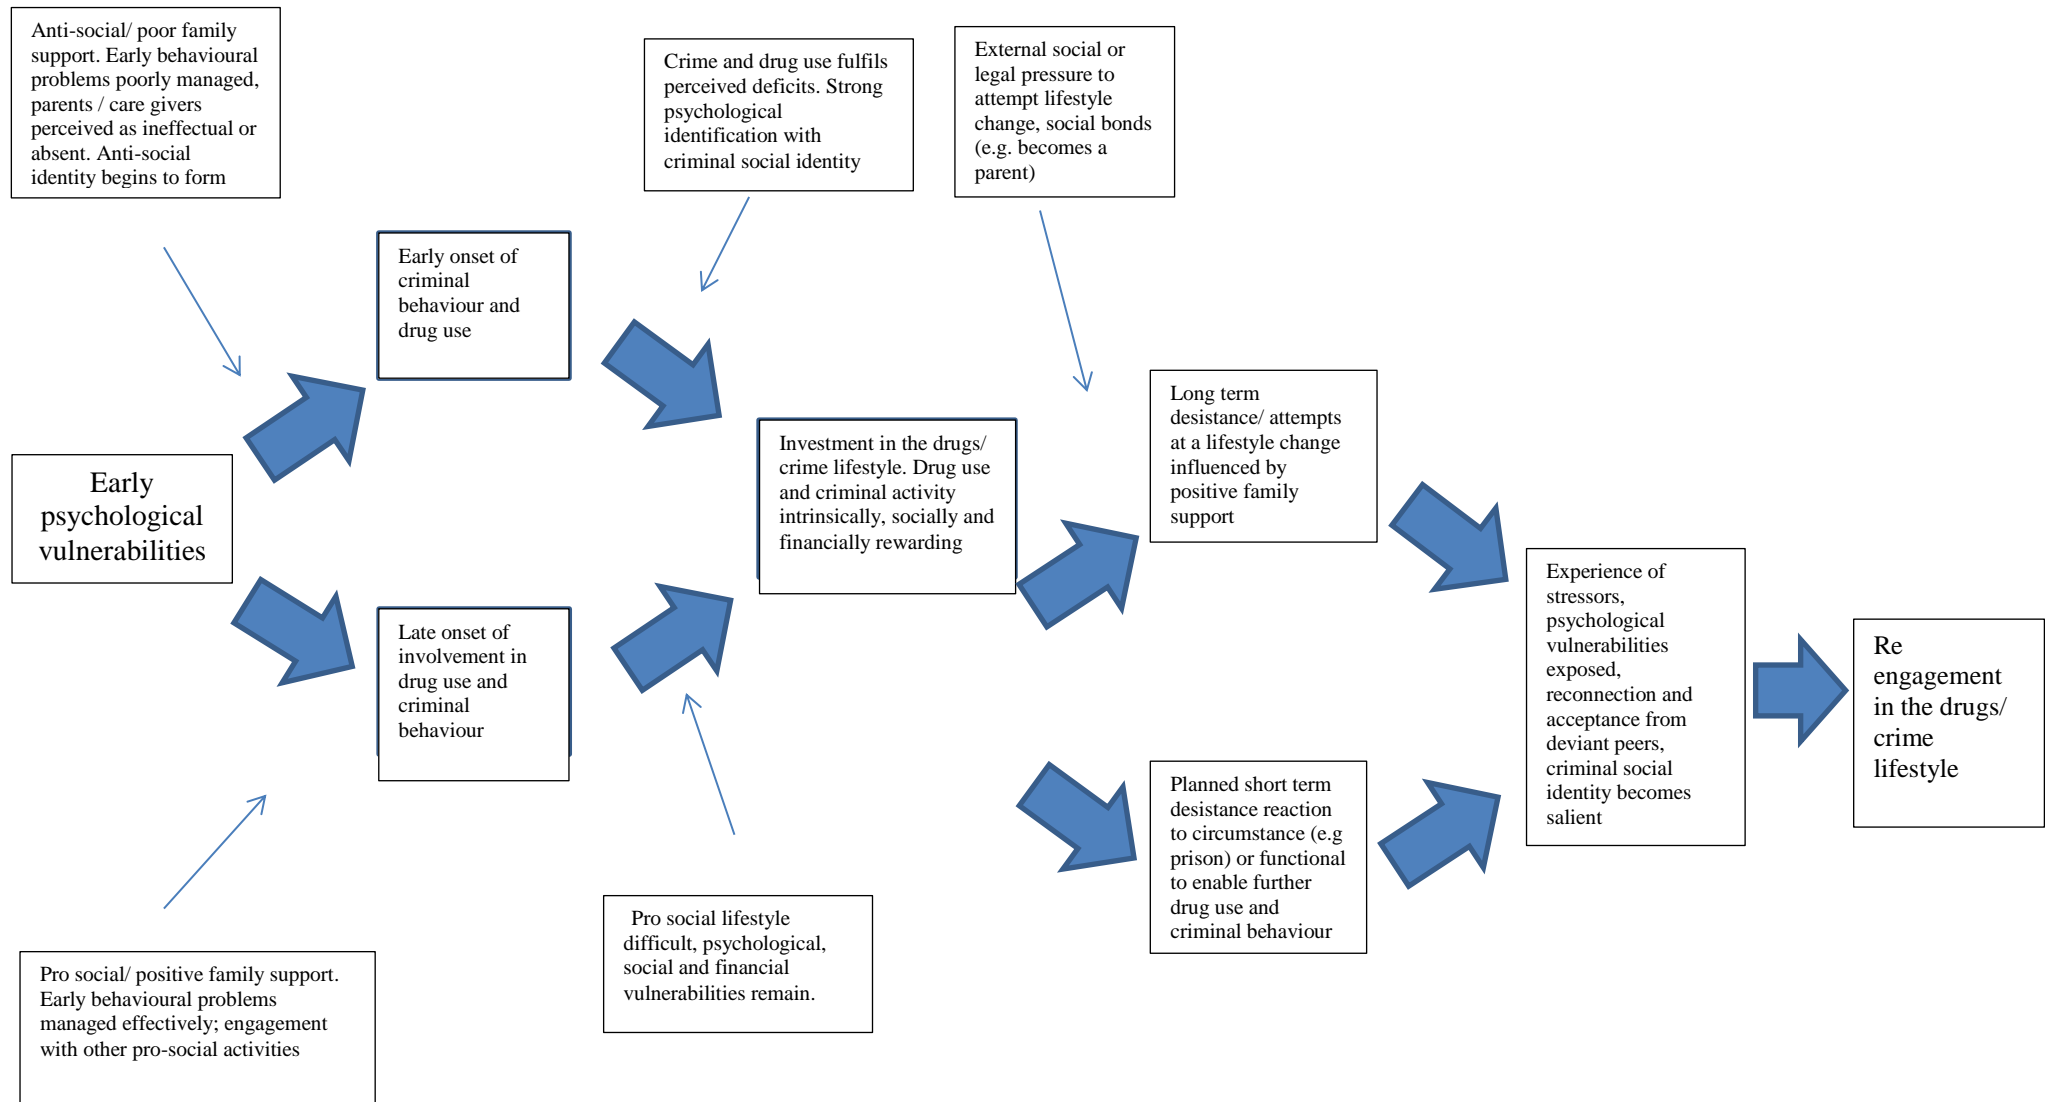 Anti-social/ poor family
support. Early behavioural
problems poorly managed,
parents / care givers
perceived as ineffectual or
absent. Anti-social
identity begins to form
Crime and drug use fulfils
perceived deficits. Strong
psychological
identification with
criminal social identity
External social or
legal pressure to
attempt lifestyle
change, social bonds
(e.g. becomes a
parent)
Early onset of
criminal
behaviour and
drug use
Early
psychological
vulnerabilities
Investment in the drugs/
crime lifestyle. Drug use
and criminal activity
intrinsically, socially and
financially rewarding
Long term
desistance/ attempts
at a lifestyle change
influenced by
positive family
support
Late onset of
involvement in
drug use and
criminal
behaviour
Experience of
stressors,
psychological
vulnerabilities
exposed,
reconnection and
acceptance from
deviant peers,
criminal social
identity becomes
salient
Re
engagement
in the drugs/
crime
lifestyle
Planned short term
desistance reaction
to circumstance (e.g
prison) or functional
to enable further
drug use and
criminal behaviour
Pro social lifestyle
difficult, psychological,
social and financial
vulnerabilities remain.
Pro social/ positive family support.
Early behavioural problems
managed effectively; engagement
with other pro-social activities